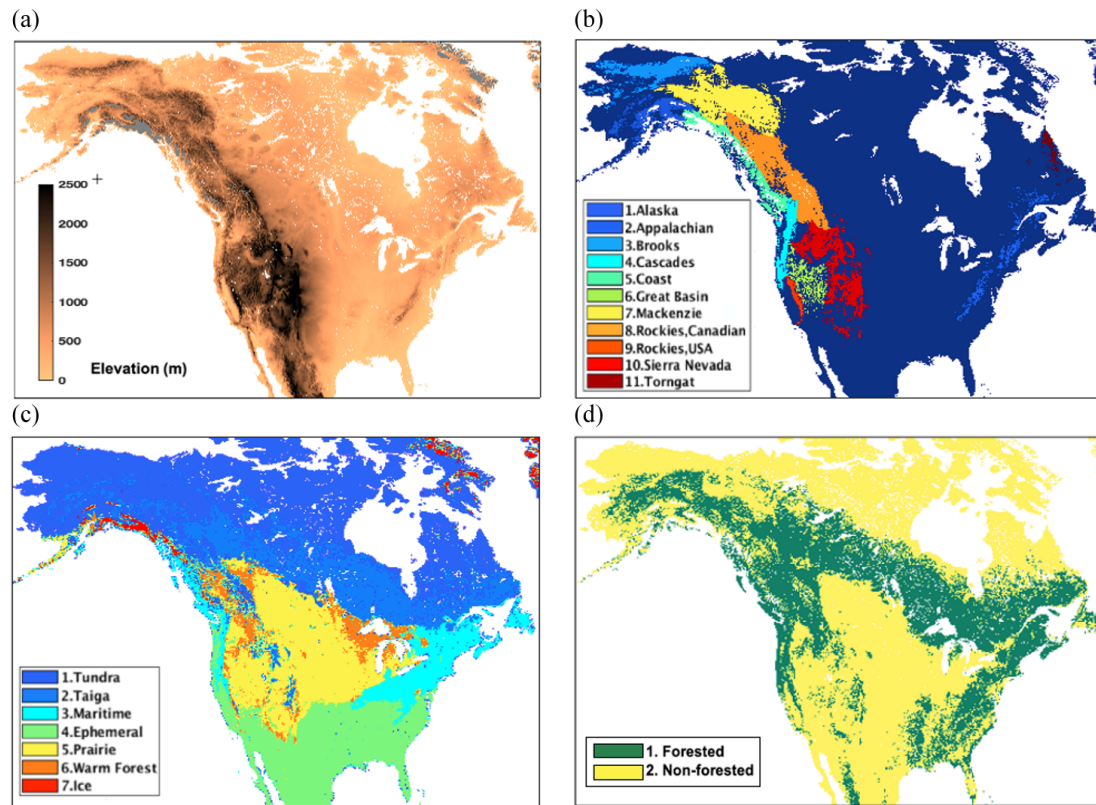 (a)
(b)
2500 +
2000
1500
1000
500
0
Elevation (m)
1.Alaska
2.Appalachian
3.Brooks
4.Cascades
5.Coast
6.Great Basin
7.Mackenzie
8.Rockies,Canadian
9.Rockies,USA
10.Sierra Nevada
11.Torngat
(c)
(d)
1.Tundra
2.Taiga
3.Maritime
4.Ephemeral
5.Prairie
6.Warm Forest
7.Ice
1. Forested
2. Non-forested